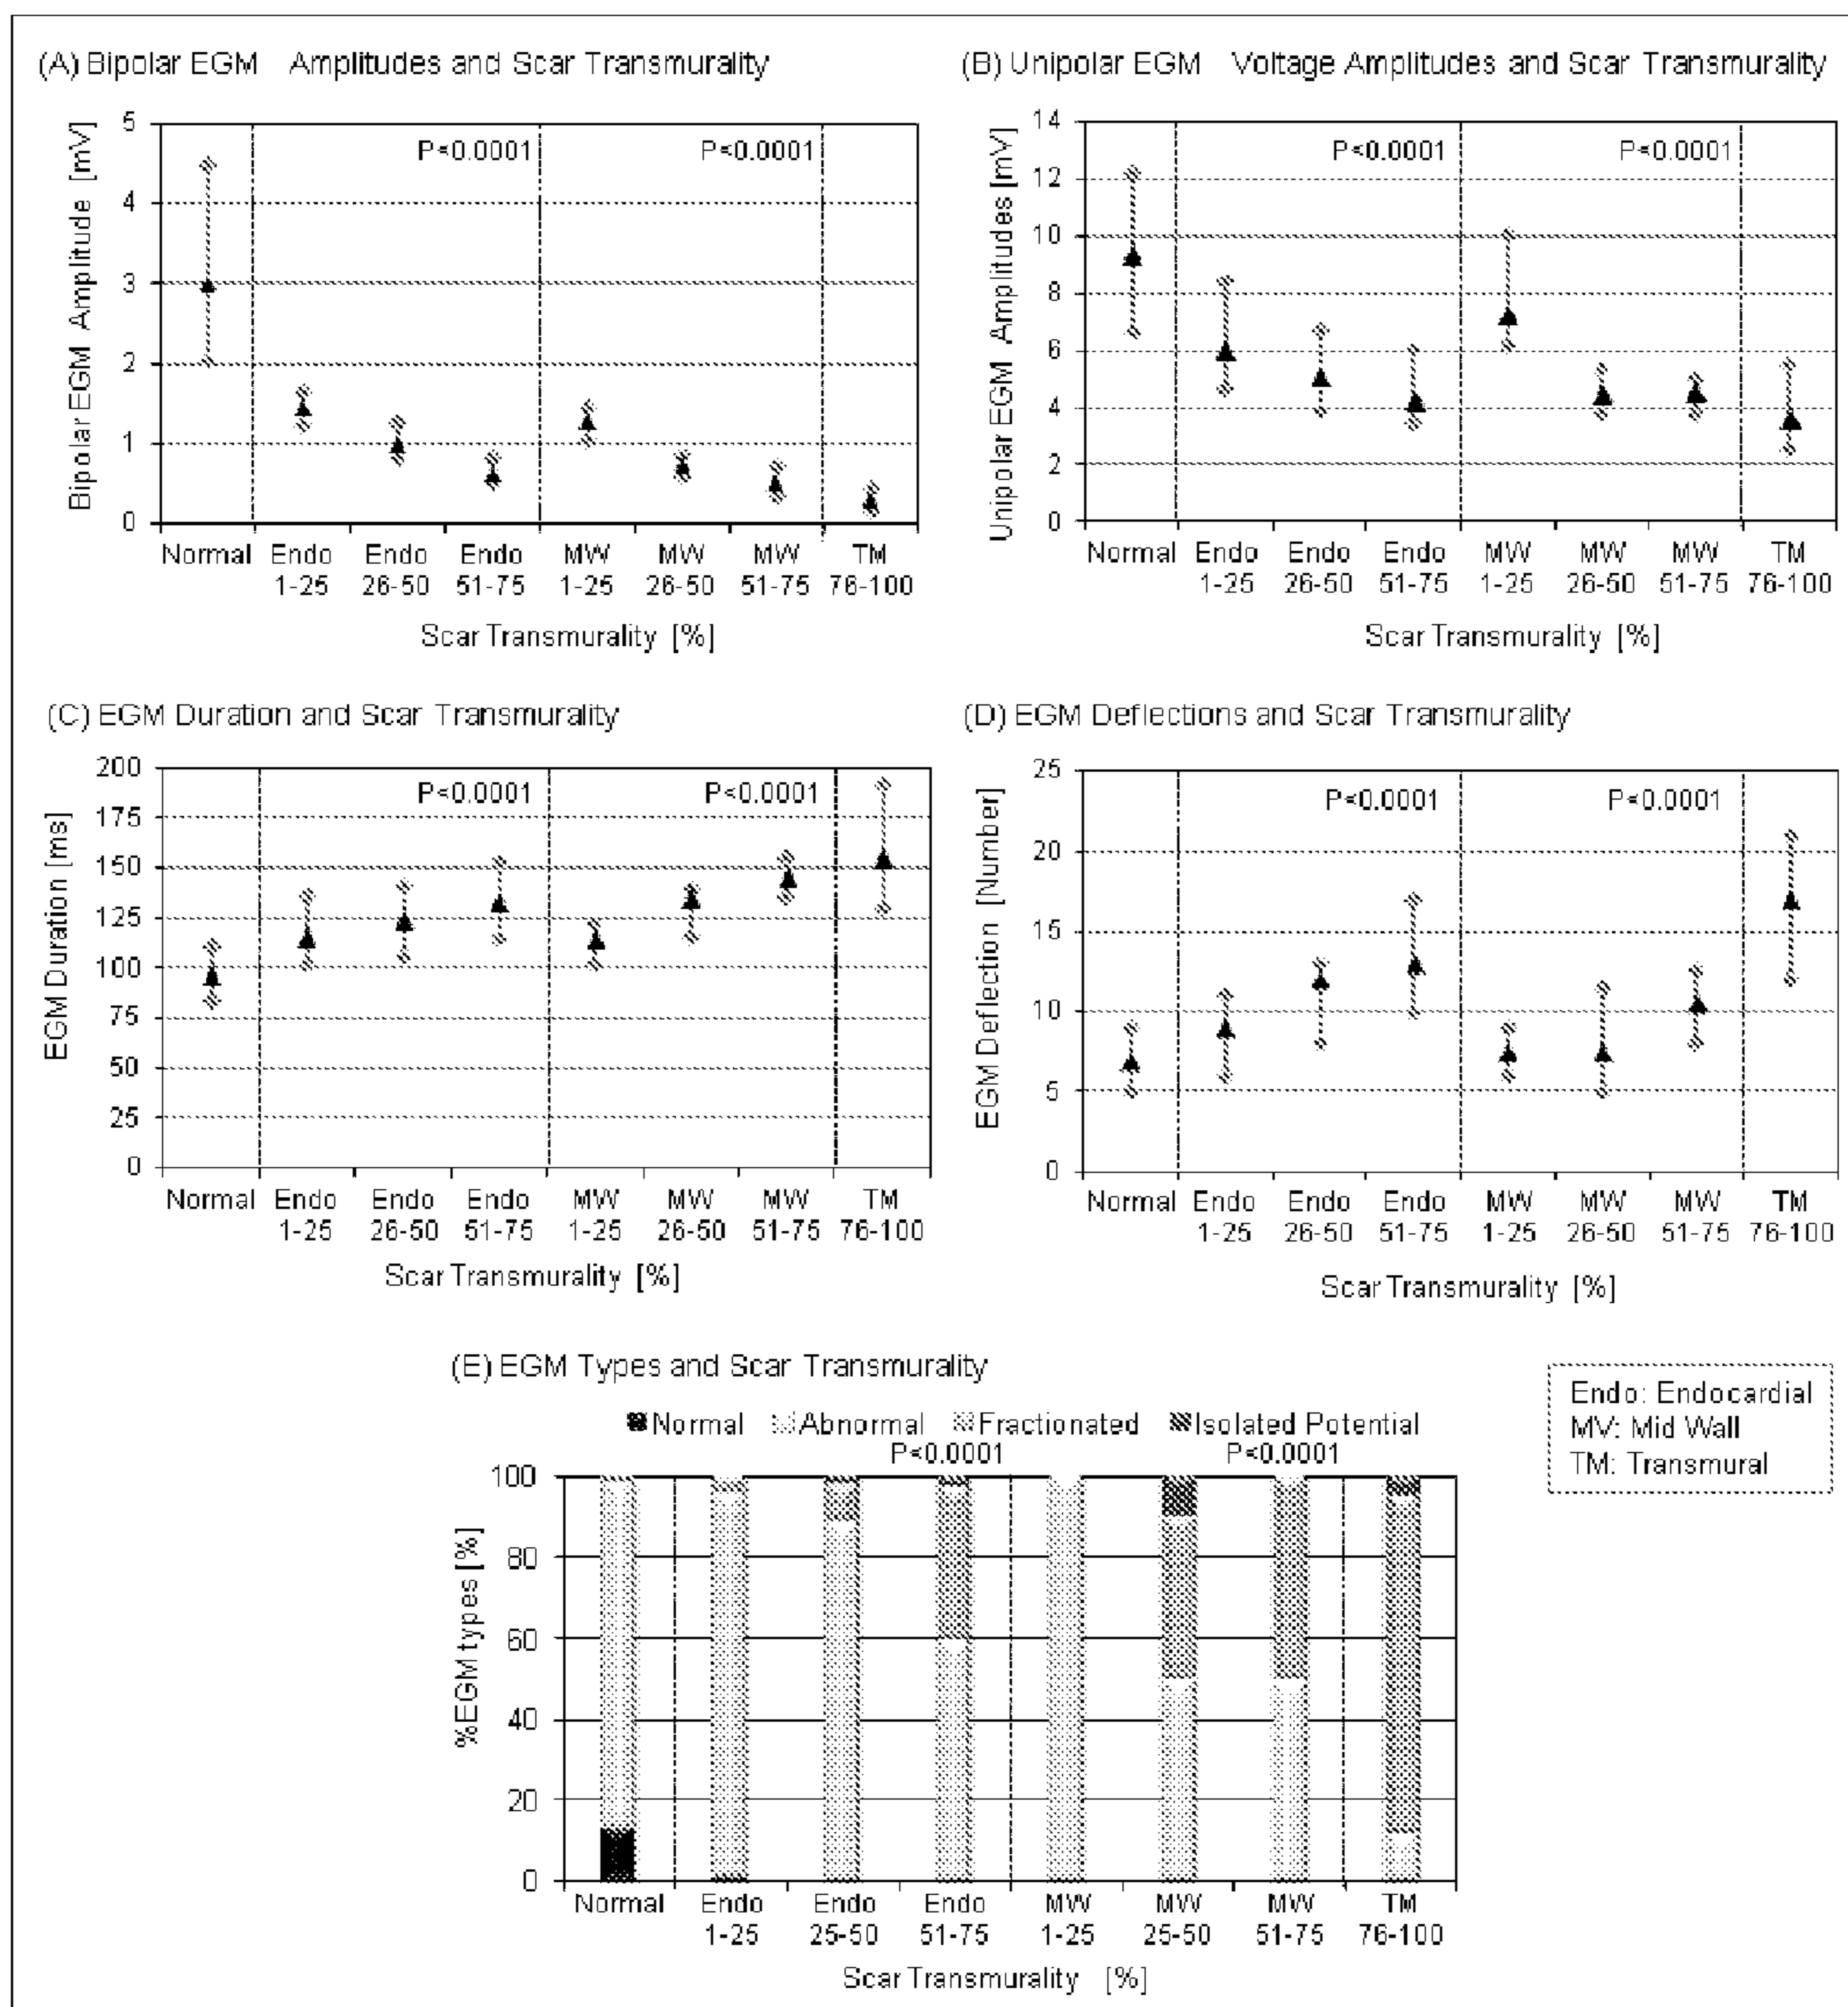 (A) Bipolar EGM Amplitudes and Scar Transmurality
Bipolar EGM Amplitude [mV]
5
4
3
2
1
0
P<0.0001 P<0.0001
Normal Endo Endo Endo MW MW MW TM
1-25 26-50 51-75 1-25 26-50 51-75 76-100
Scar Transmurality [%]
(B) Unipolar EGM Voltage Amplitudes and Scar Transmurality
Unipolar EGM Amplitudes [mV]
14
12
10
8
6
4
2
0
P<0.0001 P<0.0001
Normal Endo Endo Endo MW MW MW TM
1-25 26-50 51-75 1-25 26-50 51-75 76-100
Scar Transmurality [%]
(C) EGM Duration and Scar Transmurality
EGM Duration [ms]
200
175
150
125
100
75
50
25
0
P<0.0001 P<0.0001
Normal Endo Endo Endo MW MW MW TM
1-25 26-50 51-75 1-25 26-50 51-75 76-100
Scar Transmurality [%]
(D) EGM Deflections and Scar Transmurality
EGM Deflection [Number]
25
20
15
10
5
0
P<0.0001 P<0.0001
Normal Endo Endo Endo MW MW MW TM
1-25 26-50 51-75 1-25 26-50 51-75 76-100
Scar Transmurality [%]
(E) EGM Types and Scar Transmurality
Normal Abnormal Fractionated Isolated Potential
P<0.0001 P<0.0001
%EGM types [%]
100
80
60
40
20
0
Normal Endo Endo Endo MW MW MW TM
1-25 25-50 51-75 1-25 25-50 51-75 76-100
Scar Transmurality [%]
Endo: Endocardial
MV: Mid Wall
TM: Transmural